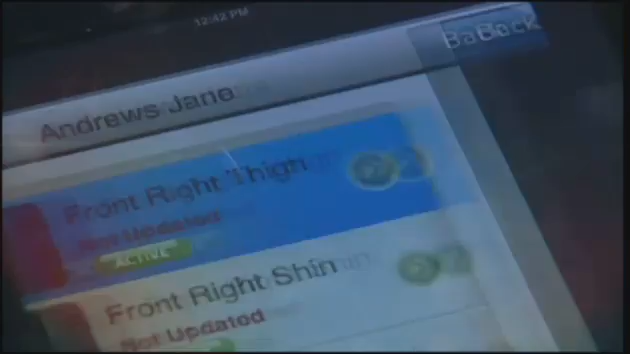 12:42 PM
Back
Andrews Jane
Front Right Thigh
Not Updated
ACTIVE
Front Right Shin
Not Updated